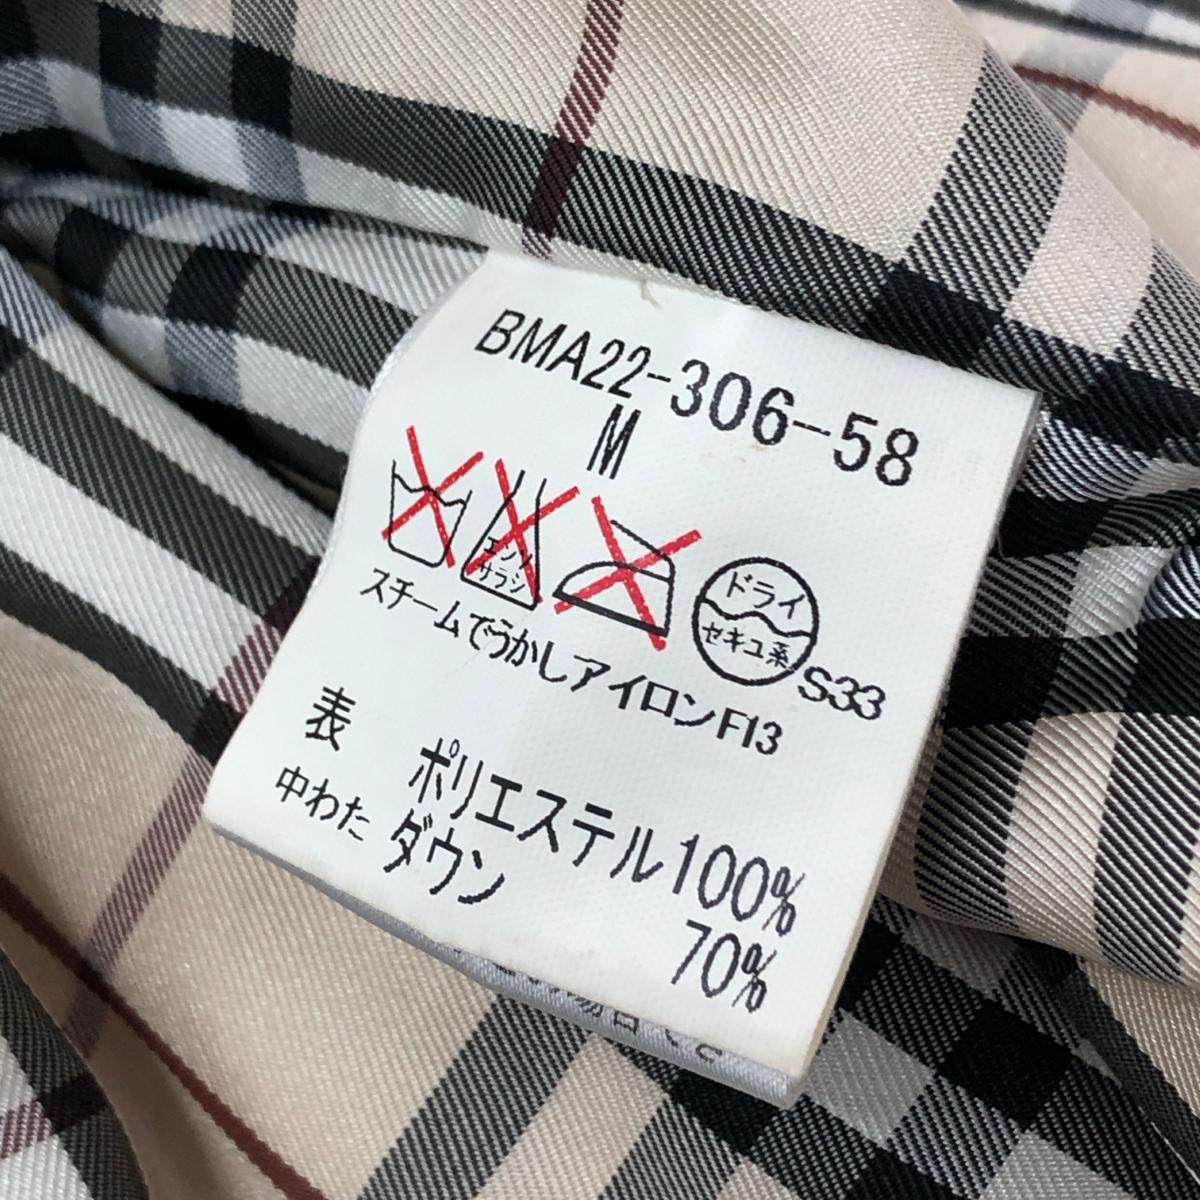 BMA22-306-58
M
エンソ
サラシ
ドライ
セキユ系
S33
スチームでうかしアイロンF13
表 ポリエステル100%
中わた ダウン 70%